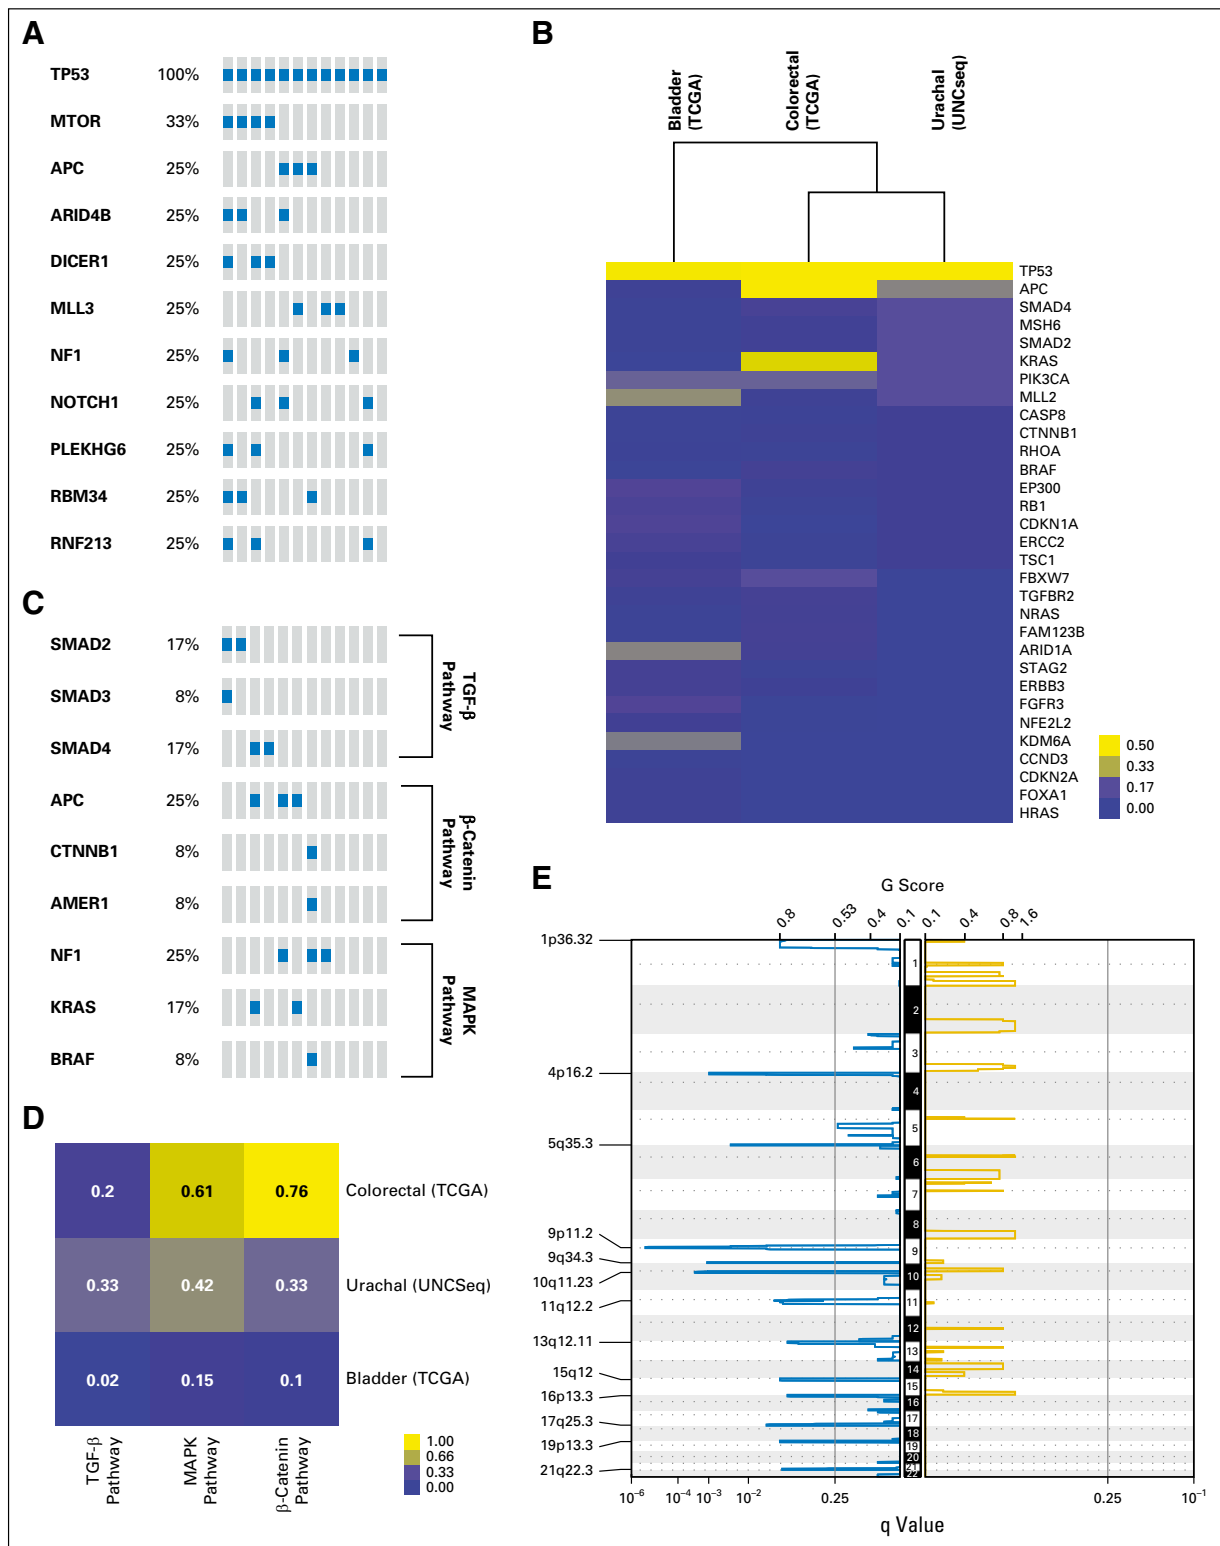 A
TP53 100%
MTOR 33%
APC 25%
ARID4B 25%
DICER1 25%
MLL3 25%
NF1 25%
NOTCH1 25%
PLEKHG6 25%
RBM34 25%
RNF213 25%
B
Bladder
(TCGA)
Colorectal
(TCGA)
Urachal
(UNCseq)
TP53
APC
SMAD4
MSH6
SMAD2
KRAS
PIK3CA
MLL2
CASP8
CTNNB1
RHOA
BRAF
EP300
RB1
CDKN1A
ERCC2
TSC1
FBXW7
TGFBR2
NRAS
FAM123B
ARID1A
STAG2
ERBB3
FGFR3
NFE2L2
KDM6A
CCND3
CDKN2A
FOXA1
HRAS
0.50
0.33
0.17
0.00
C
SMAD2 17%
SMAD3 8%
SMAD4 17%
TGF-β
Pathway
APC 25%
CTNNB1 8%
AMER1 8%
β-Catenin
Pathway
NF1 25%
KRAS 17%
BRAF 8%
MAPK
Pathway
D
0.2 0.61 0.76 Colorectal (TCGA)
0.33 0.42 0.33 Urachal (UNCSeq)
0.02 0.15 0.1 Bladder (TCGA)
TGF-β
Pathway
MAPK
Pathway
β-Catenin
Pathway
1.00
0.66
0.33
0.00
E
G Score
0.8 0.53 0.4 0.1 0.1 0.4 0.8 1.6
1p36.32
4p16.2
5q35.3
9p11.2
9q34.3
10q11.23
11q12.2
13q12.11
15q12
16p13.3
17q25.3
19p13.3
21q22.3
1
2
3
4
5
6
7
8
9
10
11
12
13
14
15
16
17
18
19
20
21
22
10⁻⁶ 10⁻⁴ 10⁻³ 10⁻² 0.25 0.25 10⁻¹
q Value